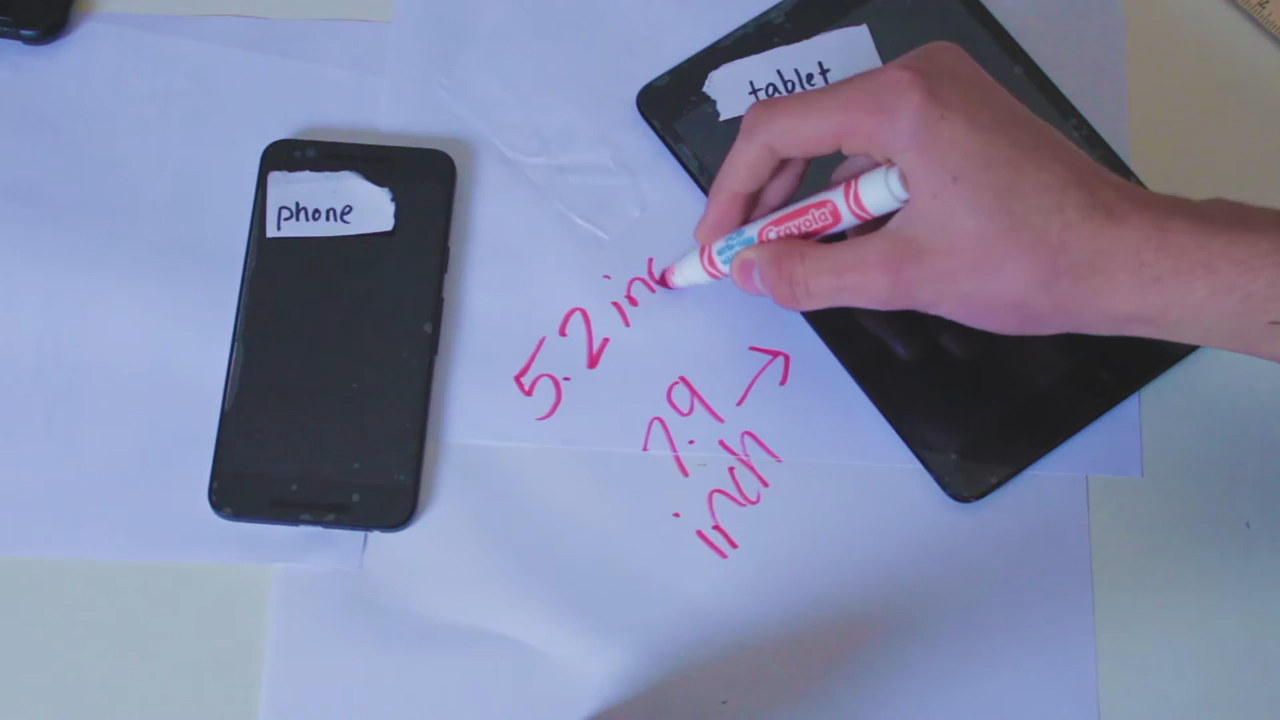 tablet
phone
Crayola
5.2 inc
7.9 →
inch